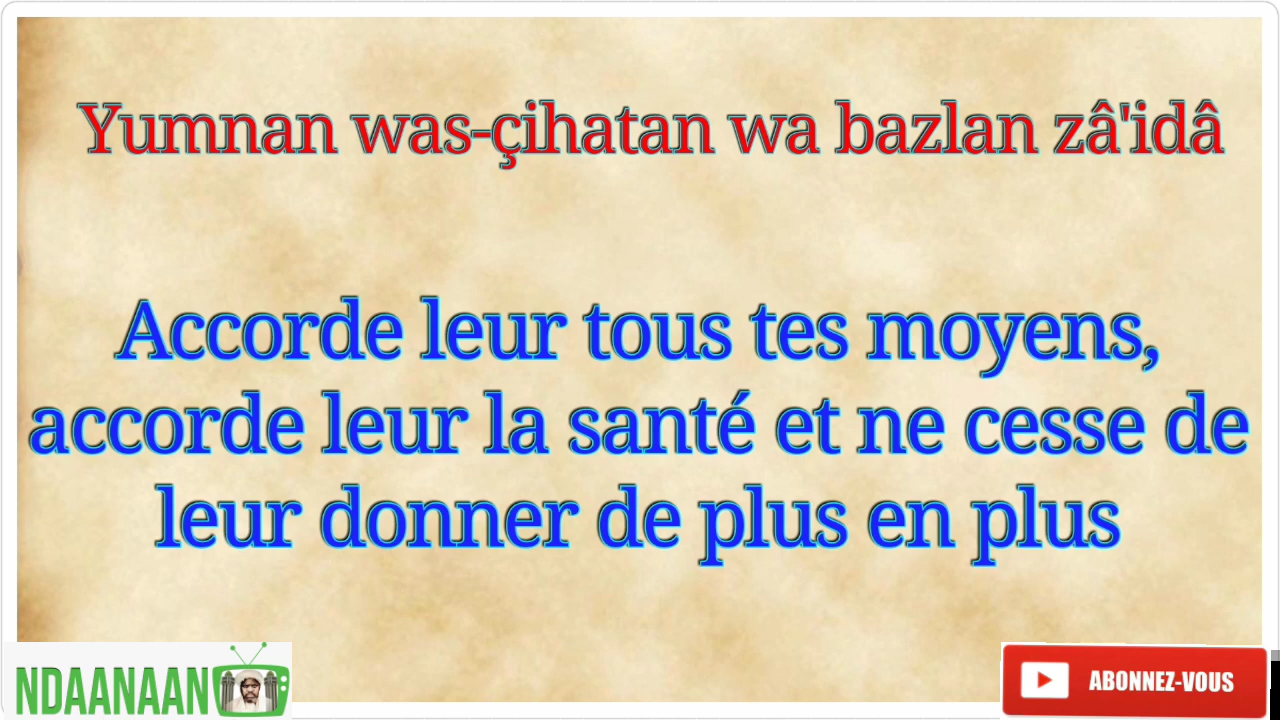 Yumnan was-çihatan wa bazlan zâ'idâ
Accorde leur tous tes moyens,
accorde leur la santé et ne cesse de
leur donner de plus en plus
NDAANAAN
ABONNEZ-VOUS